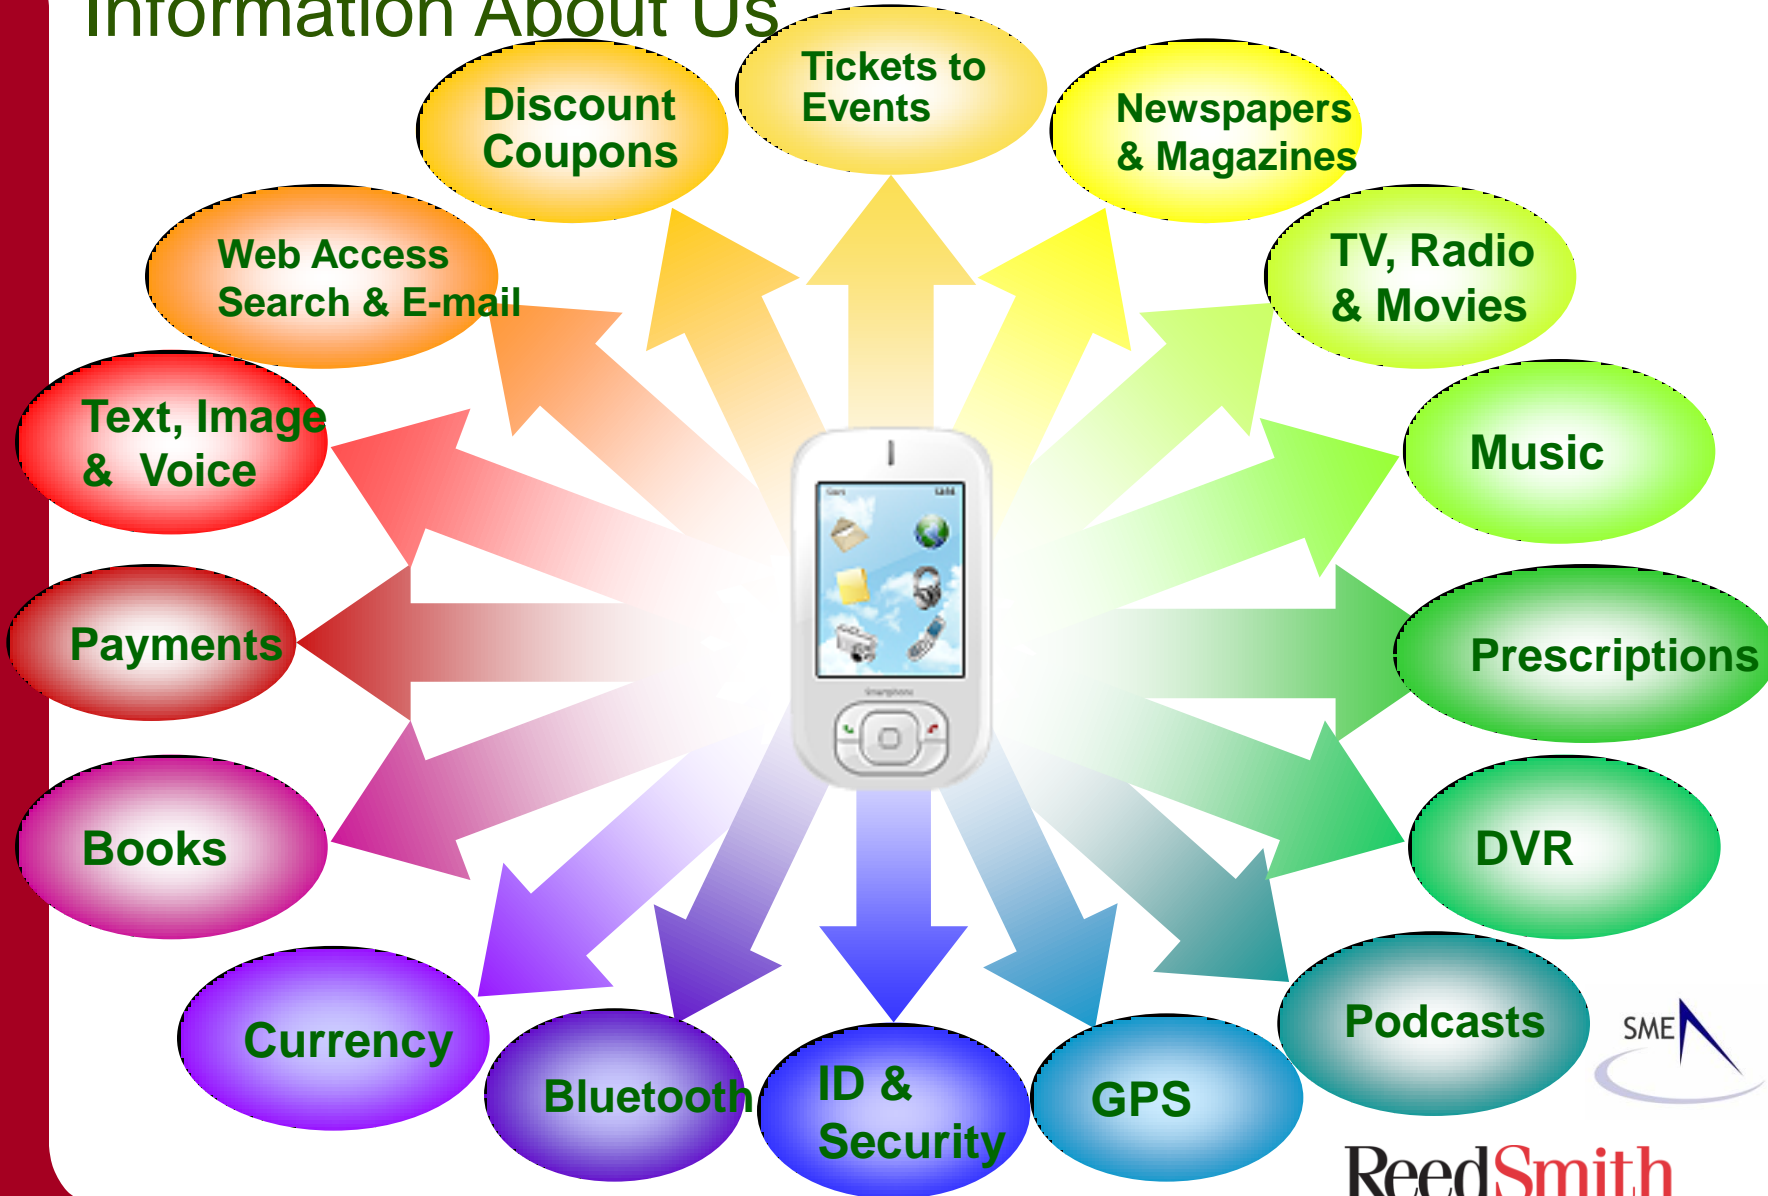 Information About Us
Tickets to
Events
Discount
Coupons
Newspapers
& Magazines
Web Access
Search & E-mail
TV, Radio
& Movies
Text, Image
& Voice
Music
Payments
Smartphone
Prescriptions
Books
DVR
Currency
Bluetooth
ID &
Security
GPS
Podcasts
SME
ReedSmith